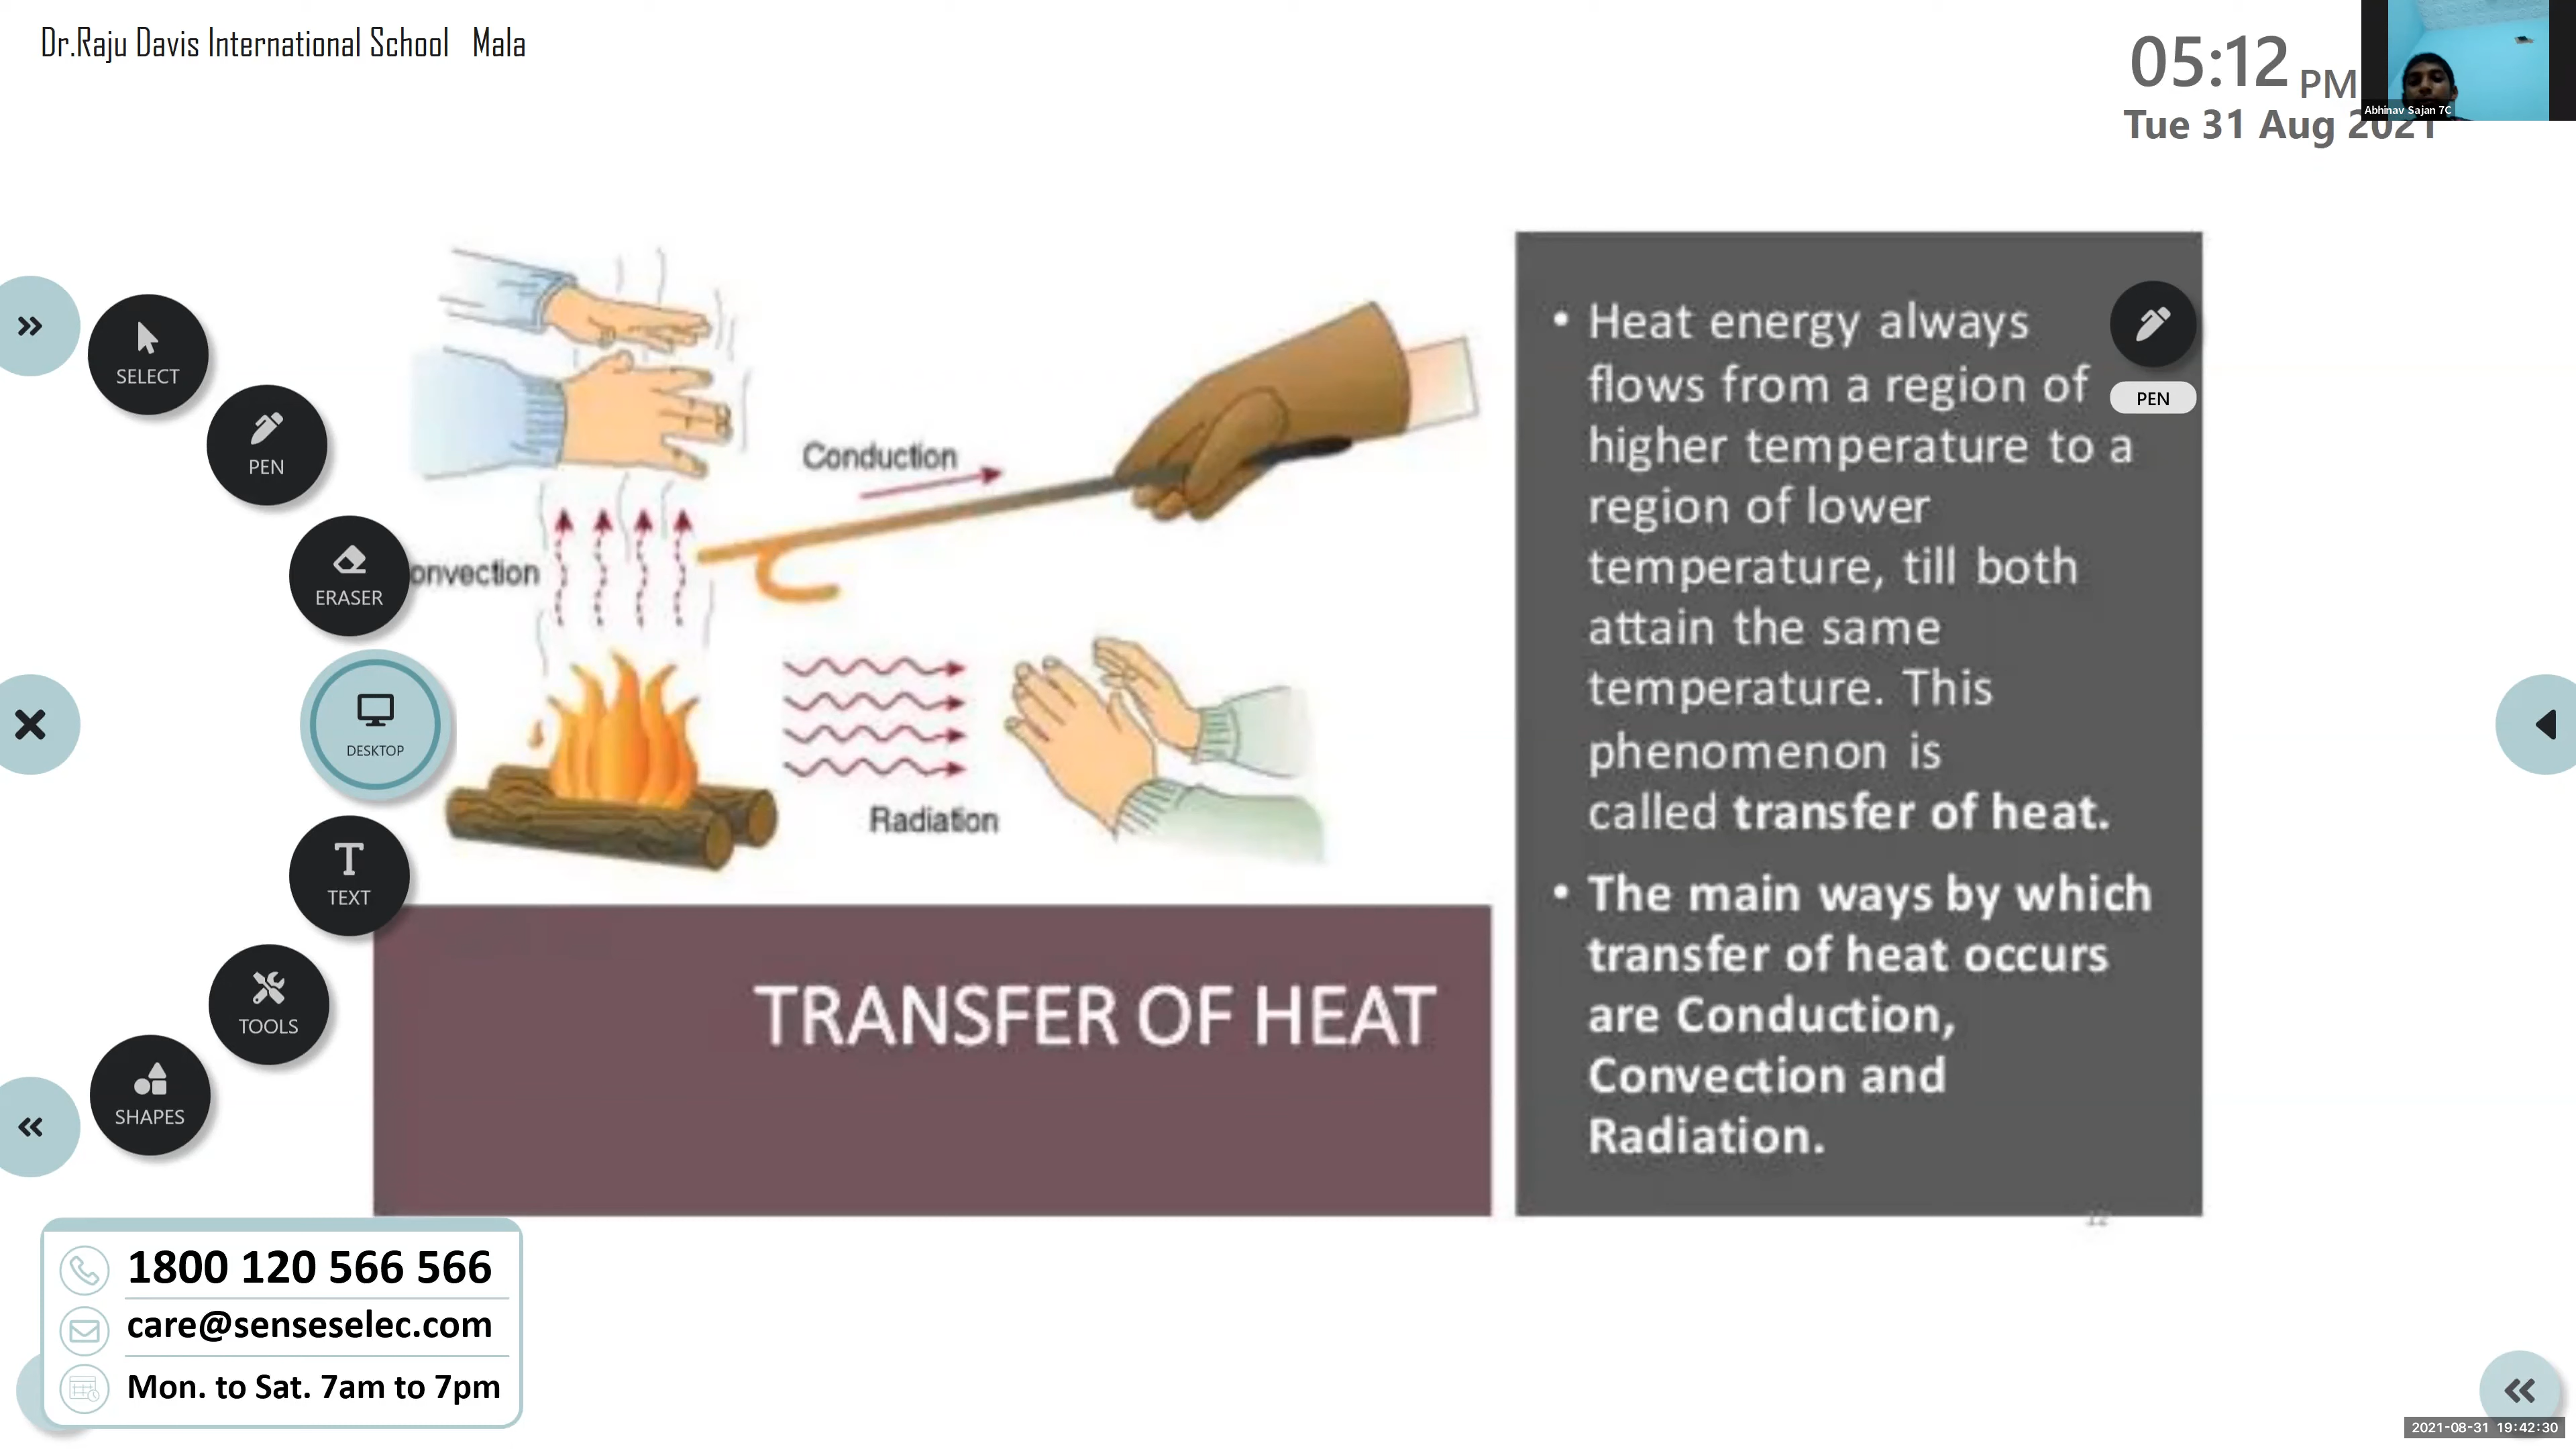 Dr.Raju Davis International School Mala
05:12 PM
Tue 31 Aug 2021
Abhinav Sajan 7C
SELECT
PEN
ERASER
DESKTOP
TEXT
TOOLS
SHAPES
Conduction
onvection
Radiation
TRANSFER OF HEAT
PEN
• Heat energy always
flows from a region of
higher temperature to a
region of lower
temperature, till both
attain the same
temperature. This
phenomenon is
called transfer of heat.
• The main ways by which
transfer of heat occurs
are Conduction,
Convection and
Radiation.
12
1800 120 566 566
care@senseselec.com
Mon. to Sat. 7am to 7pm
2021-08-31 19:42:30